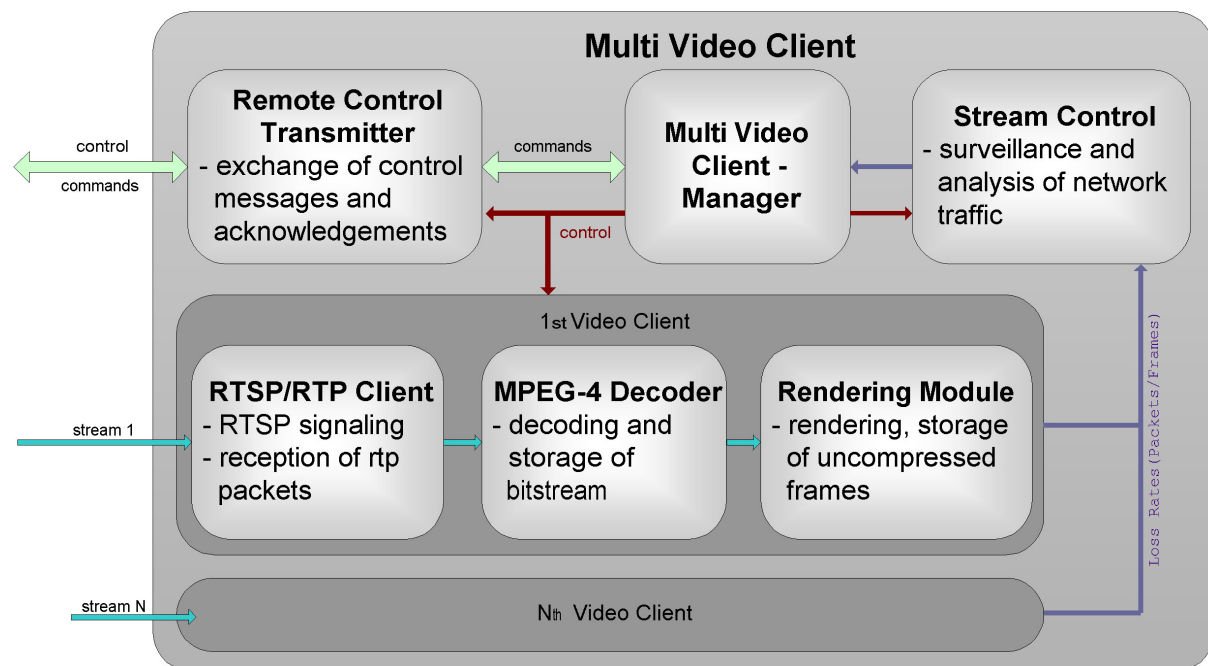 Multi Video Client
Remote Control
Transmitter
- exchange of control
messages and
acknowledgements
control
commands
commands
control
Multi Video
Client -
Manager
Stream Control
- surveillance and
analysis of network
traffic
1st Video Client
RTSP/RTP Client
- RTSP signaling
- reception of rtp
packets
MPEG-4 Decoder
- decoding and
storage of
bitstream
Rendering Module
- rendering, storage
of uncompressed
frames
stream 1
Loss Rates(Packets/Frames)
stream N
Nth Video Client